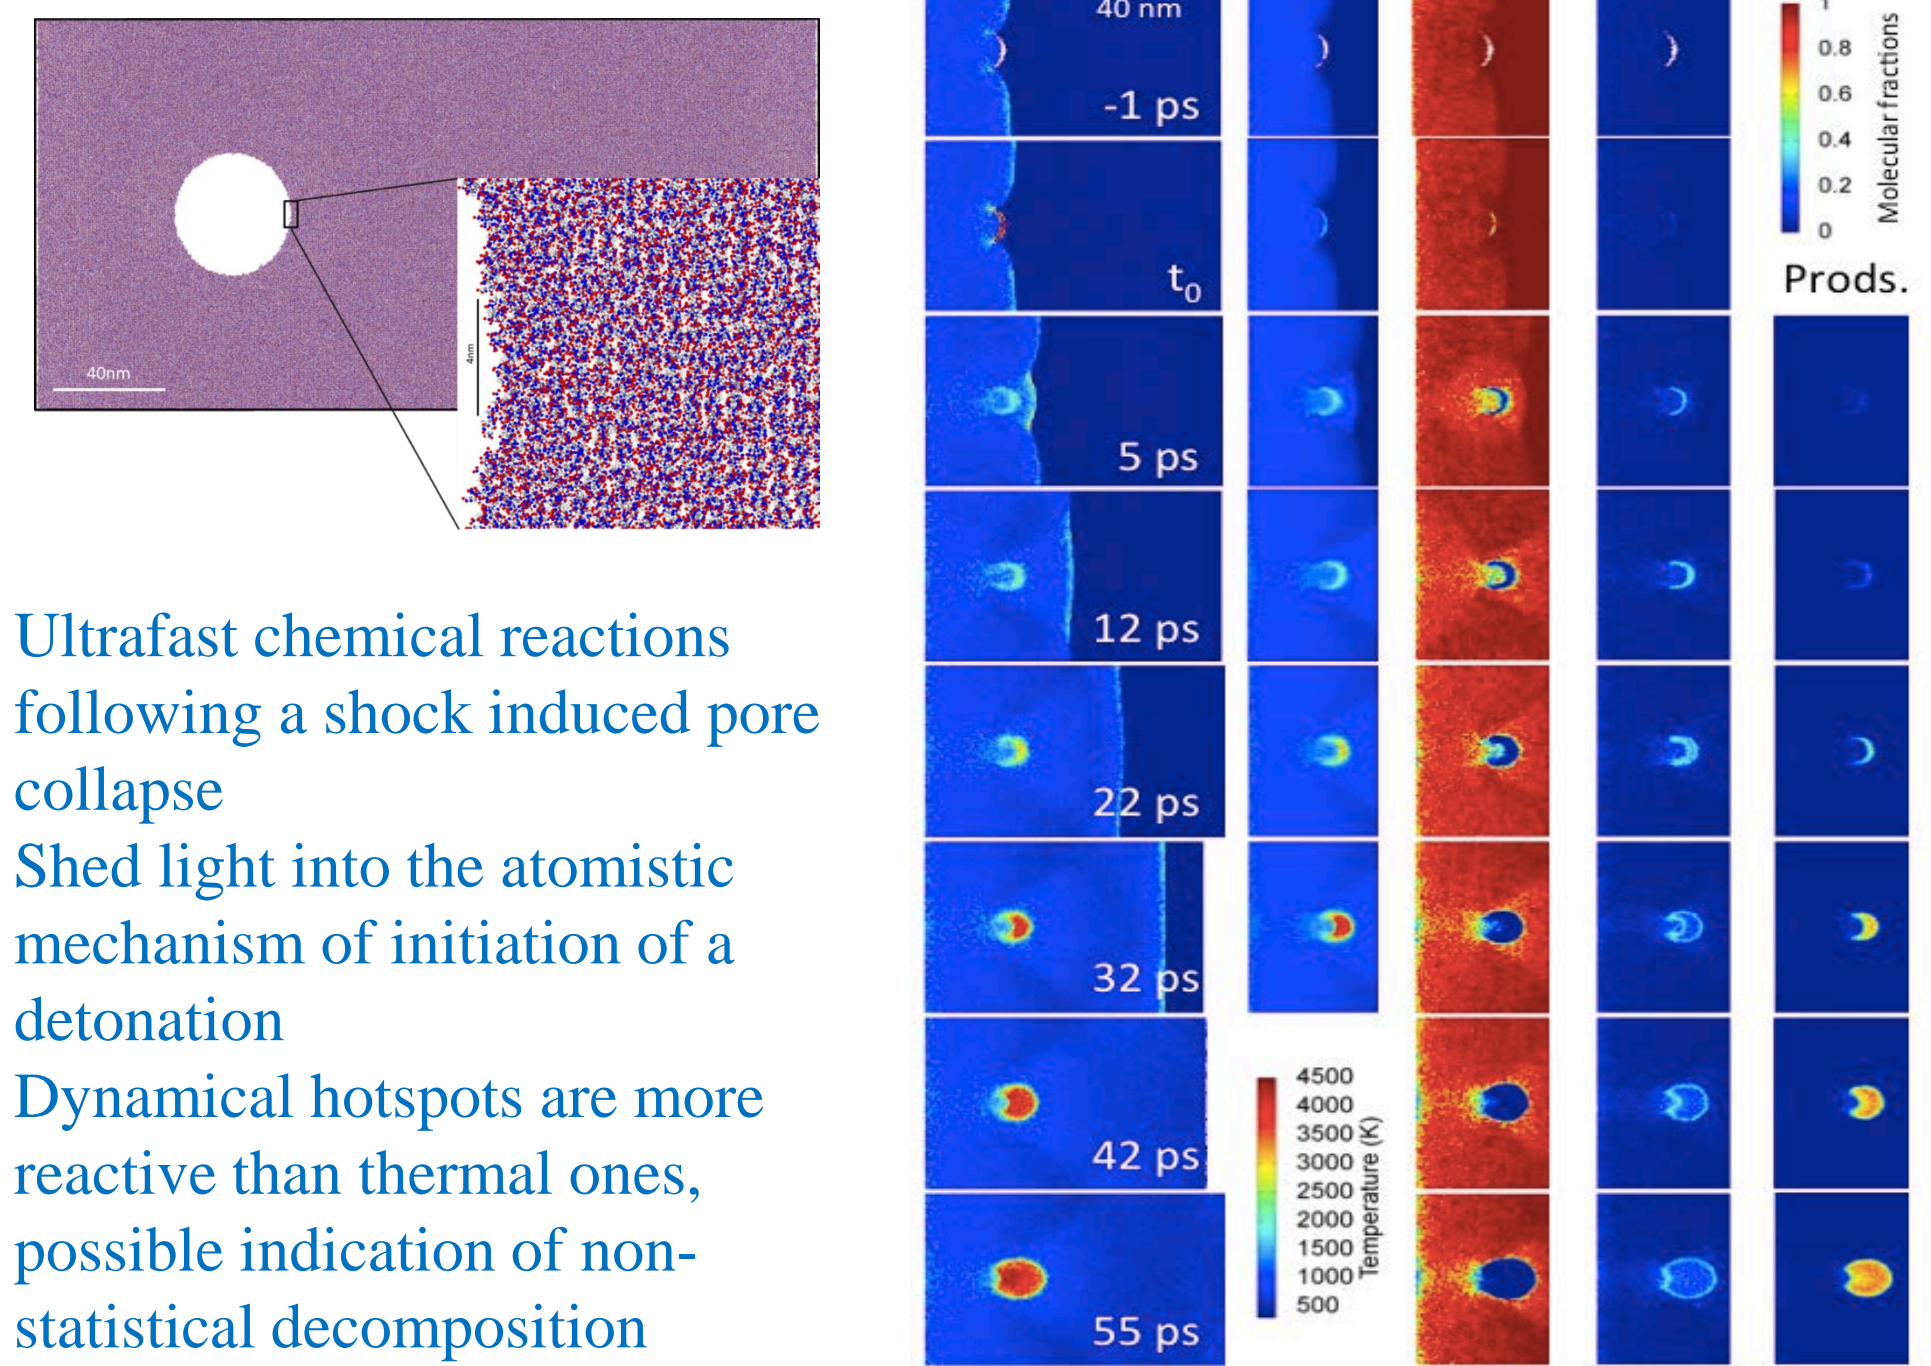 40nm
4nm
Ultrafast chemical reactions
following a shock induced pore
collapse
Shed light into the atomistic
mechanism of initiation of a
detonation
Dynamical hotspots are more
reactive than thermal ones,
possible indication of non-
statistical decomposition
40 nm
-1 ps
t0
5 ps
12 ps
22 ps
32 ps
42 ps
55 ps
4500
4000
3500
3000
2500
2000
1500
1000
500
Temperature (K)
1
0.8
0.6
0.4
0.2
0
Molecular fractions
Prods.